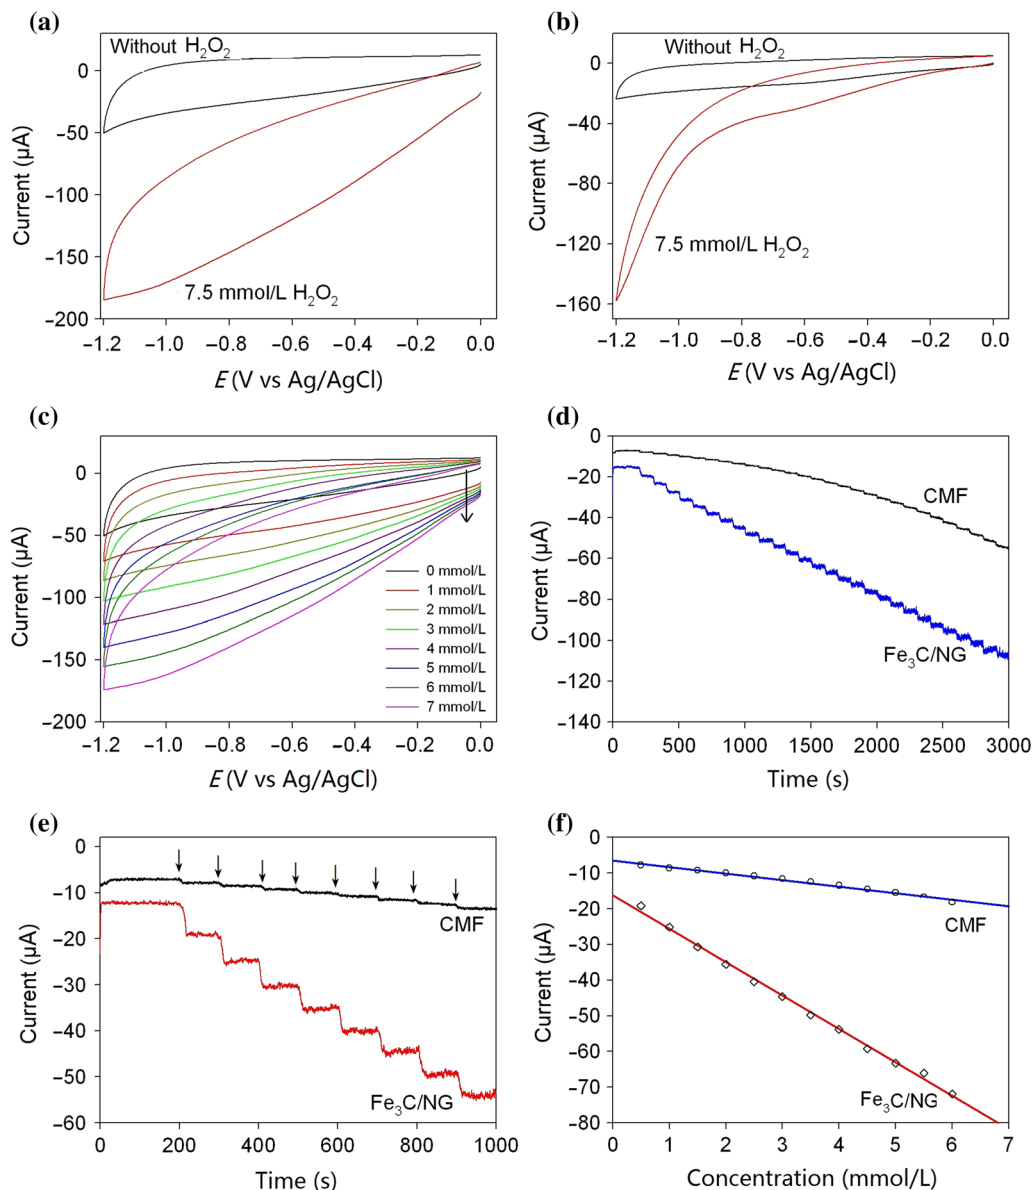 (a)
Without H₂O₂
7.5 mmol/L H₂O₂
Current (µA)
0
−50
−100
−150
−200
−1.2 −1.0 −0.8 −0.6 −0.4 −0.2 0.0
E (V vs Ag/AgCl)
(b)
Without H₂O₂
7.5 mmol/L H₂O₂
Current (µA)
0
−40
−80
−120
−160
−1.2 −1.0 −0.8 −0.6 −0.4 −0.2 0.0
E (V vs Ag/AgCl)
(c)
Current (µA)
0
−50
−100
−150
−200
0 mmol/L
1 mmol/L
2 mmol/L
3 mmol/L
4 mmol/L
5 mmol/L
6 mmol/L
7 mmol/L
−1.2 −1.0 −0.8 −0.6 −0.4 −0.2 0.0
E (V vs Ag/AgCl)
(d)
Current (µA)
0
−20
−40
−60
−80
−100
−120
−140
CMF
Fe₃C/NG
0 500 1000 1500 2000 2500 3000
Time (s)
(e)
Current (µA)
0
−10
−20
−30
−40
−50
−60
CMF
Fe₃C/NG
0 200 400 600 800 1000
Time (s)
(f)
Current (µA)
0
−10
−20
−30
−40
−50
−60
−70
−80
CMF
Fe₃C/NG
0 1 2 3 4 5 6 7
Concentration (mmol/L)